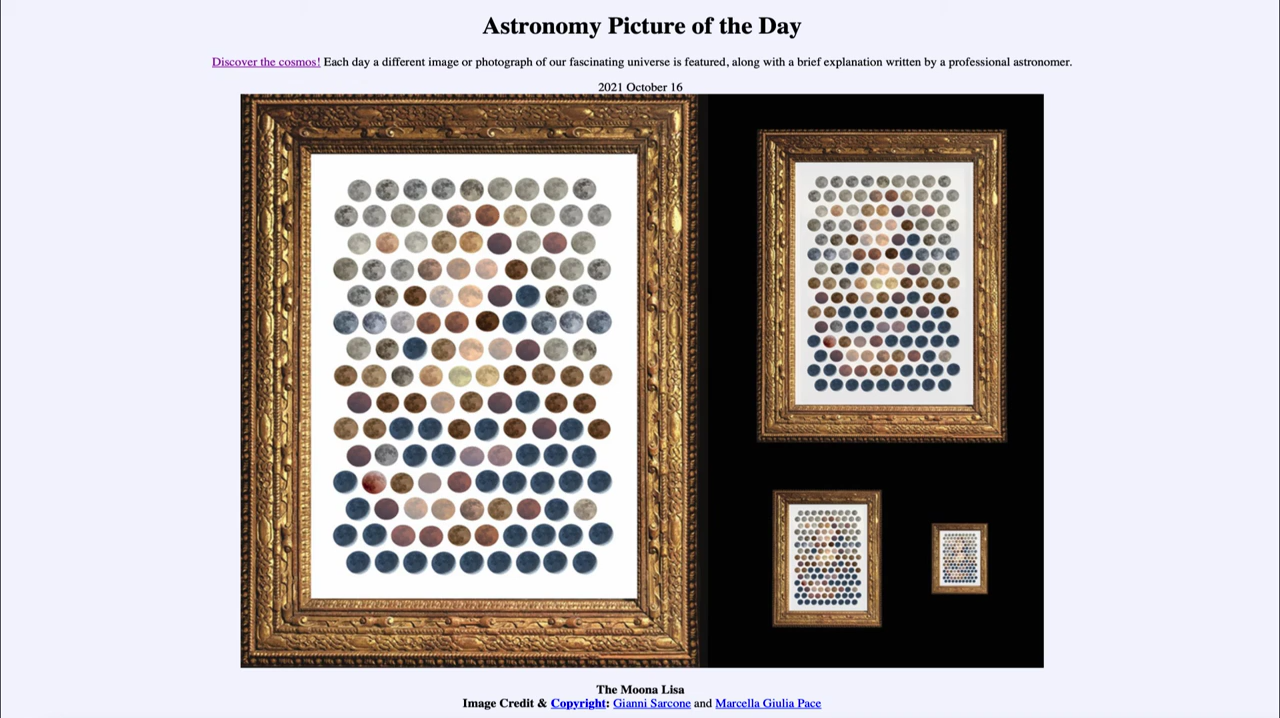 Astronomy Picture of the Day
Discover the cosmos! Each day a different image or photograph of our fascinating universe is featured, along with a brief explanation written by a professional astronomer.
2021 October 16
The Moona Lisa
Image Credit & Copyright: Gianni Sarcone and Marcella Giulia Pace